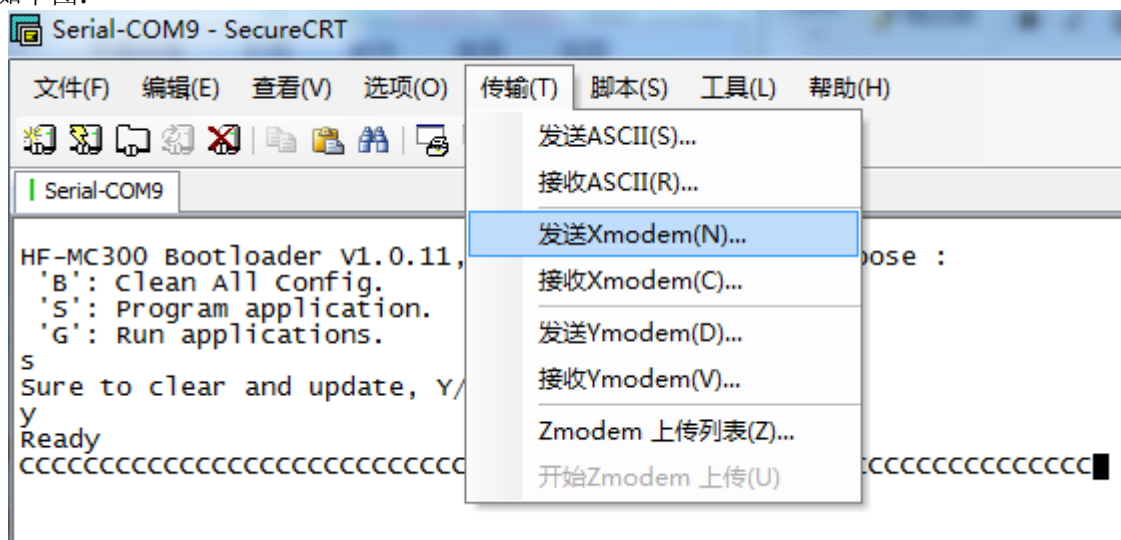 如下图:
Serial-COM9 - SecureCRT
文件(F) 编辑(E) 查看(V) 选项(O) 传输(T) 脚本(S) 工具(L) 帮助(H)
Serial-COM9
发送ASCII(S)...
接收ASCII(R)...
发送Xmodem(N)...
接收Xmodem(C)...
发送Ymodem(D)...
接收Ymodem(V)...
Zmodem 上传列表(Z)...
开始Zmodem 上传(U)
HF-MC300 Bootloader V1.0.11, pose :
'B': Clean All Config.
'S': Program application.
'G': Run applications.
s
Sure to clear and update, Y/
y
Ready
CCCCCCCCCCCCCCCCCCCCCCCCCCCC CCCCCCCCCCCCCCC